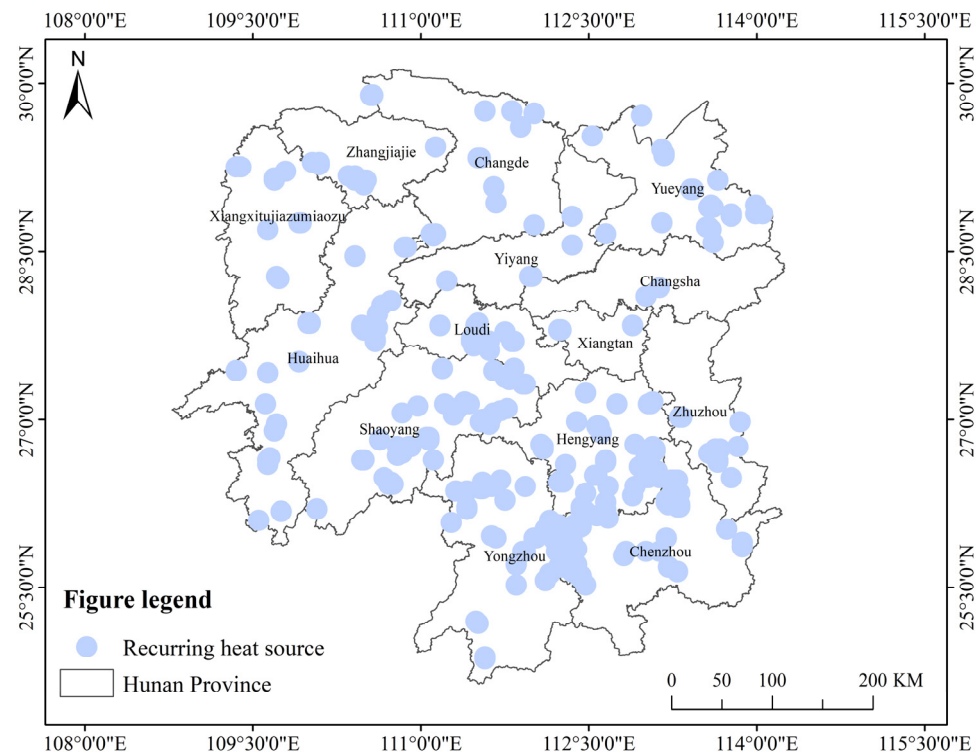 108°0'0"E 109°30'0"E 111°0'0"E 112°30'0"E 114°0'0"E 115°30'0"E
N
30°0'0"N
30°0'0"N
Zhangjiajie
Changde
Yueyang
Xiangxitujiazumiaozu
28°30'0"N
28°30'0"N
Yiyang
Changsha
Loudi
Xiangtan
Huaihua
27°0'0"N
27°0'0"N
Zhuzhou
Shaoyang
Hengyang
Yongzhou
Chenzhou
25°30'0"N
25°30'0"N
Figure legend
Recurring heat source
Hunan Province
0 50 100 200 KM
108°0'0"E 109°30'0"E 111°0'0"E 112°30'0"E 114°0'0"E 115°30'0"E